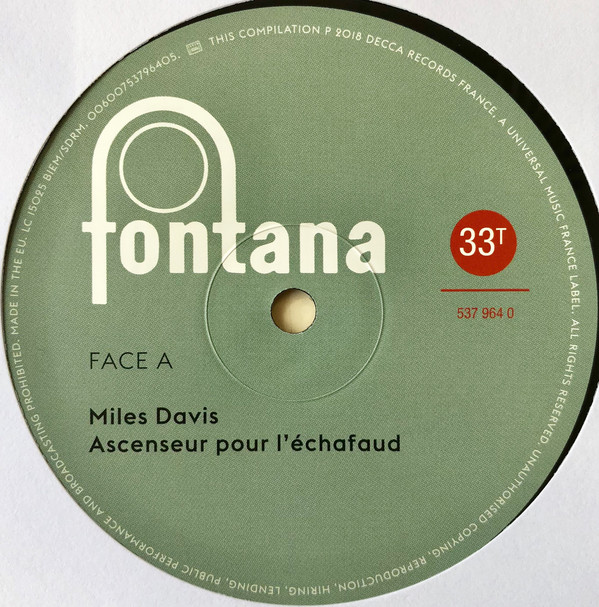 fontana
33T
537 964 0
FACE A
Miles Davis
Ascenseur pour l'échafaud
THIS COMPILATION P 2018 DECCA RECORDS FRANCE, A UNIVERSAL MUSIC FRANCE LABEL. ALL RIGHTS RESERVED. UNAUTHORISED COPYING, REPRODUCTION, HIRING, LENDING, PUBLIC PERFORMANCE AND BROADCASTING PROHIBITED. MADE IN THE EU. LC 15025 BIEM/SDRM. 00600753796405.